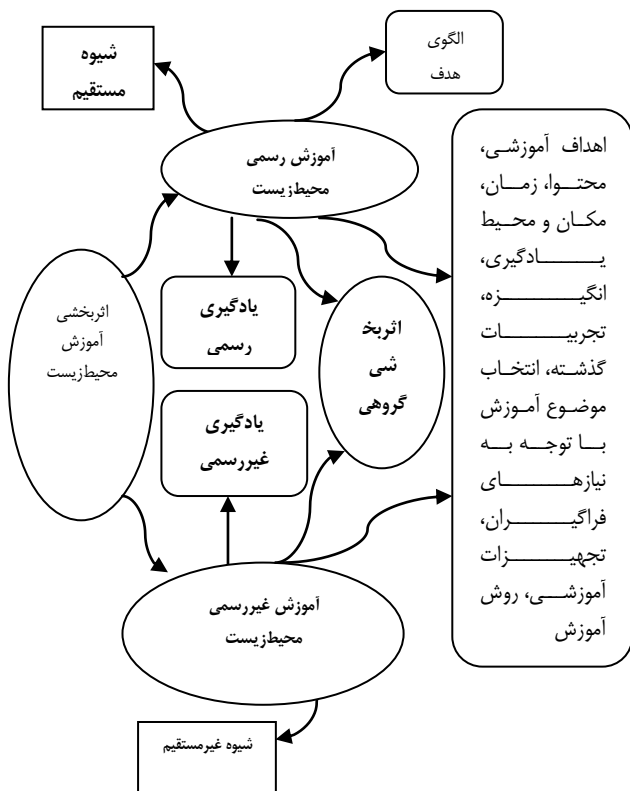 شیوه
مستقیم
الگوی
هدف
آموزش رسمی
محیط‌زیست
اهداف آموزشی،
محتوا، زمان،
مکان و محیط
یادگیری،
انگیزه،
تجربیات
گذشته، انتخاب
موضوع آموزش
با توجه به
نیازهای
فراگیران،
تجهیزات
آموزشی، روش
آموزش
اثربخشی
آموزش
محیط‌زیست
یادگیری
رسمی
اثربخ
شی
گروهی
یادگیری
غیررسمی
آموزش غیررسمی
محیط‌زیست
شیوه غیرمستقیم